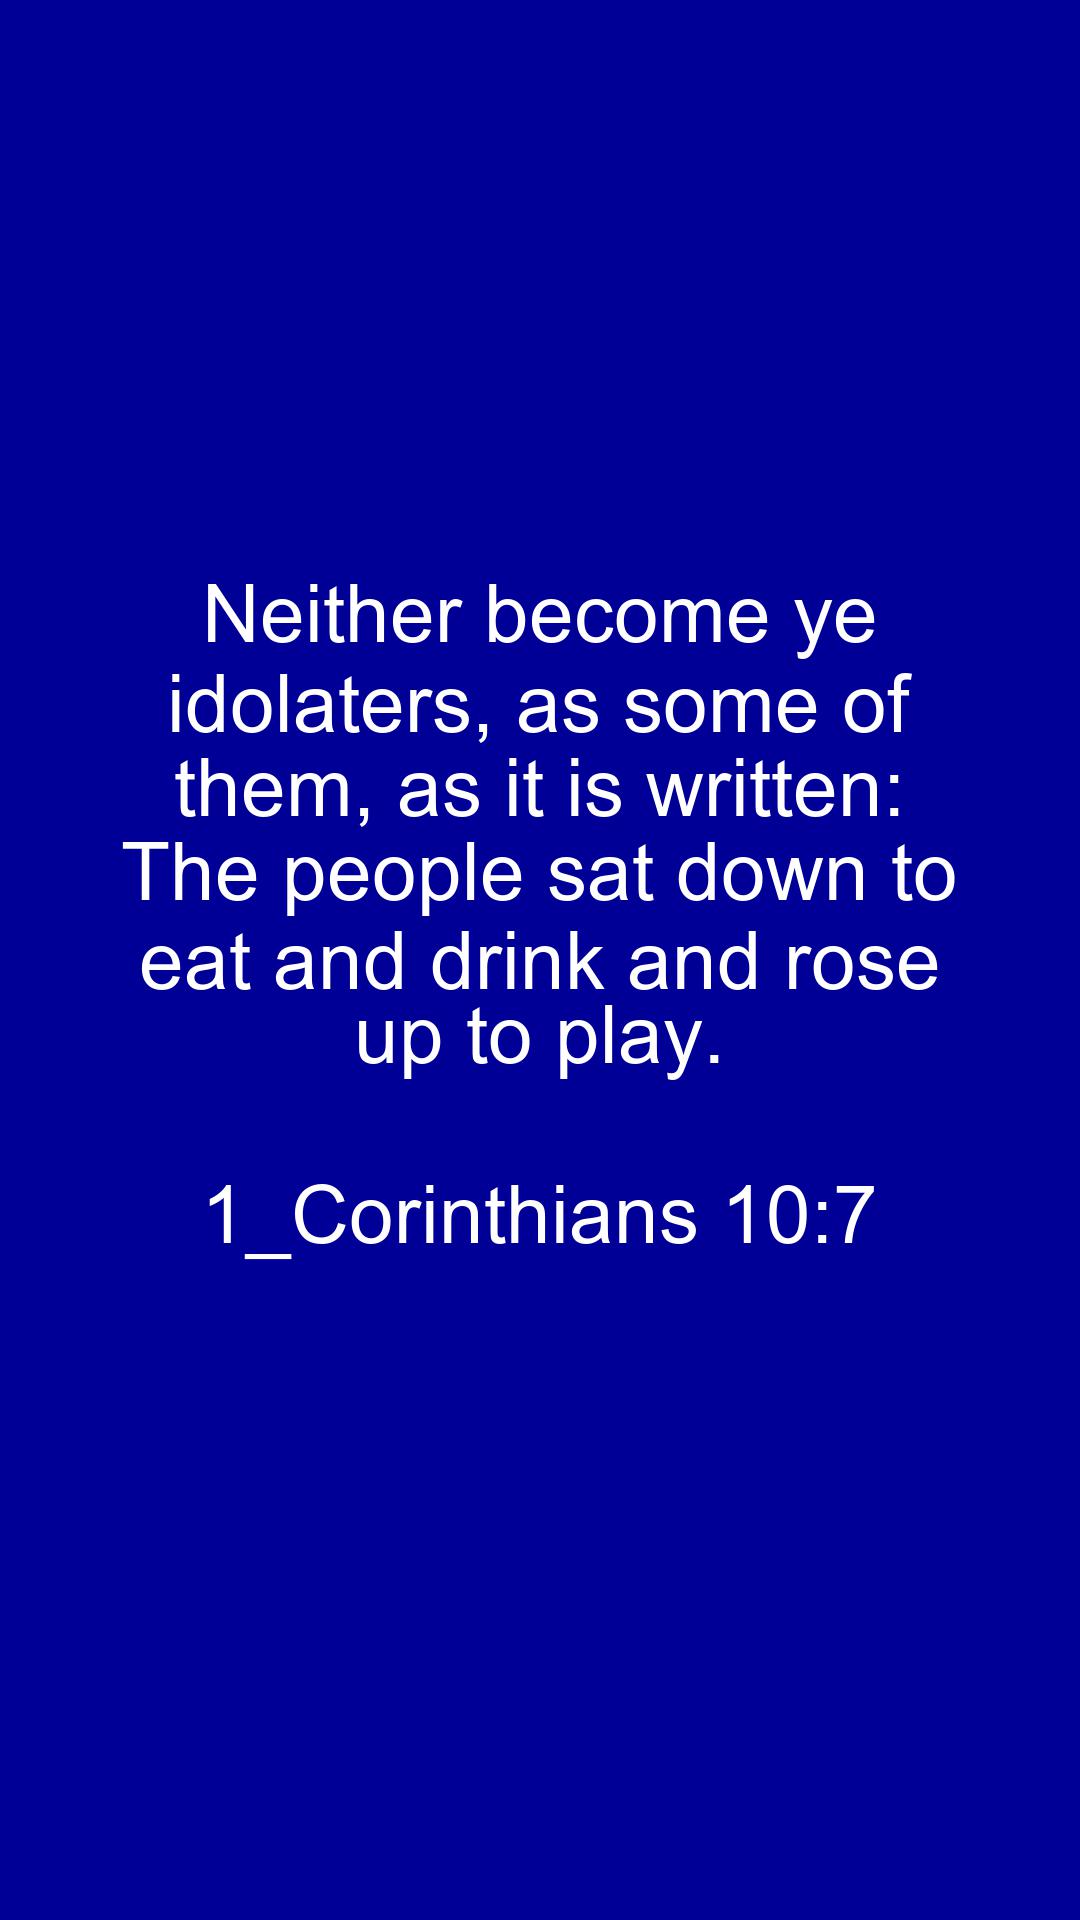 Neither become ye
idolaters, as some of
them, as it is written:
The people sat down to
eat and drink and rose
up to play.
1_Corinthians 10:7